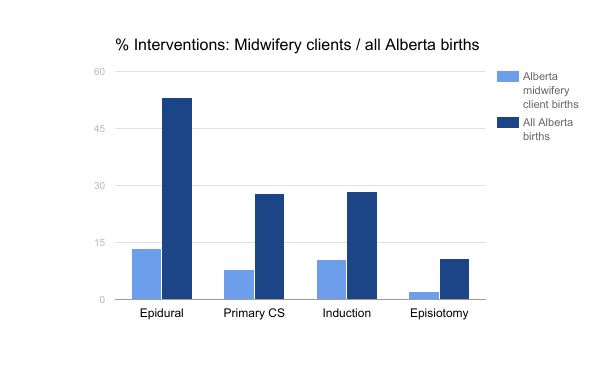 % Interventions: Midwifery clients / all Alberta births
60
45
30
15
0
Alberta
midwifery
client births
All Alberta
births
Epidural
Primary CS
Induction
Episiotomy